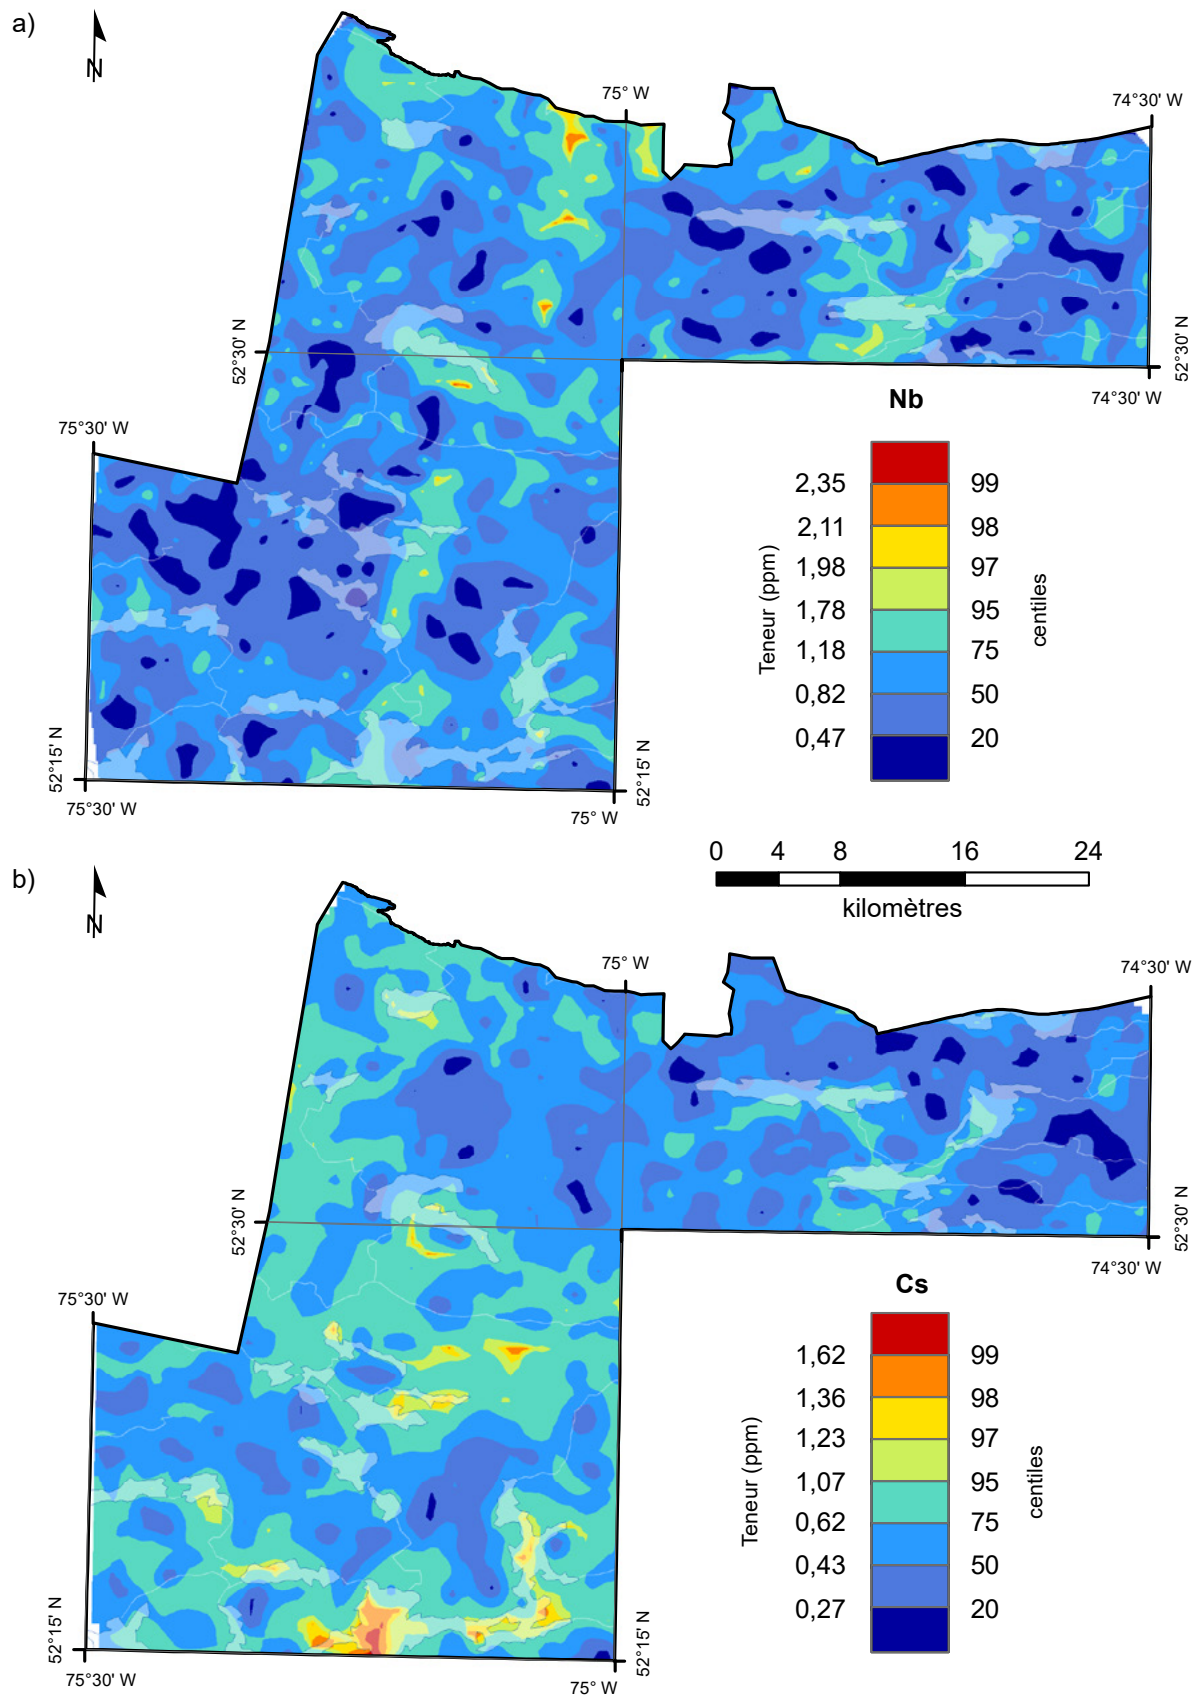 a)
N
75° W
74°30' W
52°30' N
52°30' N
74°30' W
75°30' W
Nb
2,35 99
2,11 98
1,98 97
1,78 95
1,18 75
0,82 50
0,47 20
Teneur (ppm)
centiles
52°15' N
52°15' N
75°30' W
75° W
0 4 8 16 24
kilomètres
b)
N
75° W
74°30' W
52°30' N
52°30' N
74°30' W
75°30' W
Cs
1,62 99
1,36 98
1,23 97
1,07 95
0,62 75
0,43 50
0,27 20
Teneur (ppm)
centiles
52°15' N
52°15' N
75°30' W
75° W